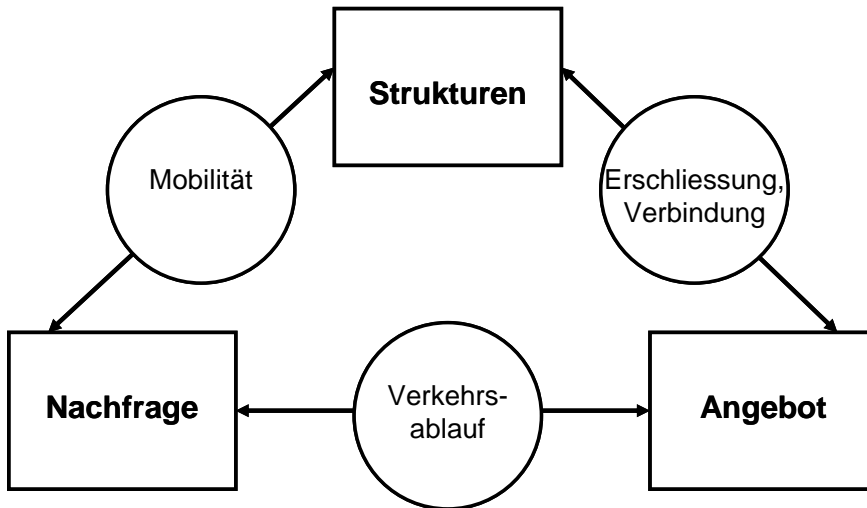 Strukturen
Mobilität
Erschliessung,
Verbindung
Nachfrage
Verkehrs-
ablauf
Angebot